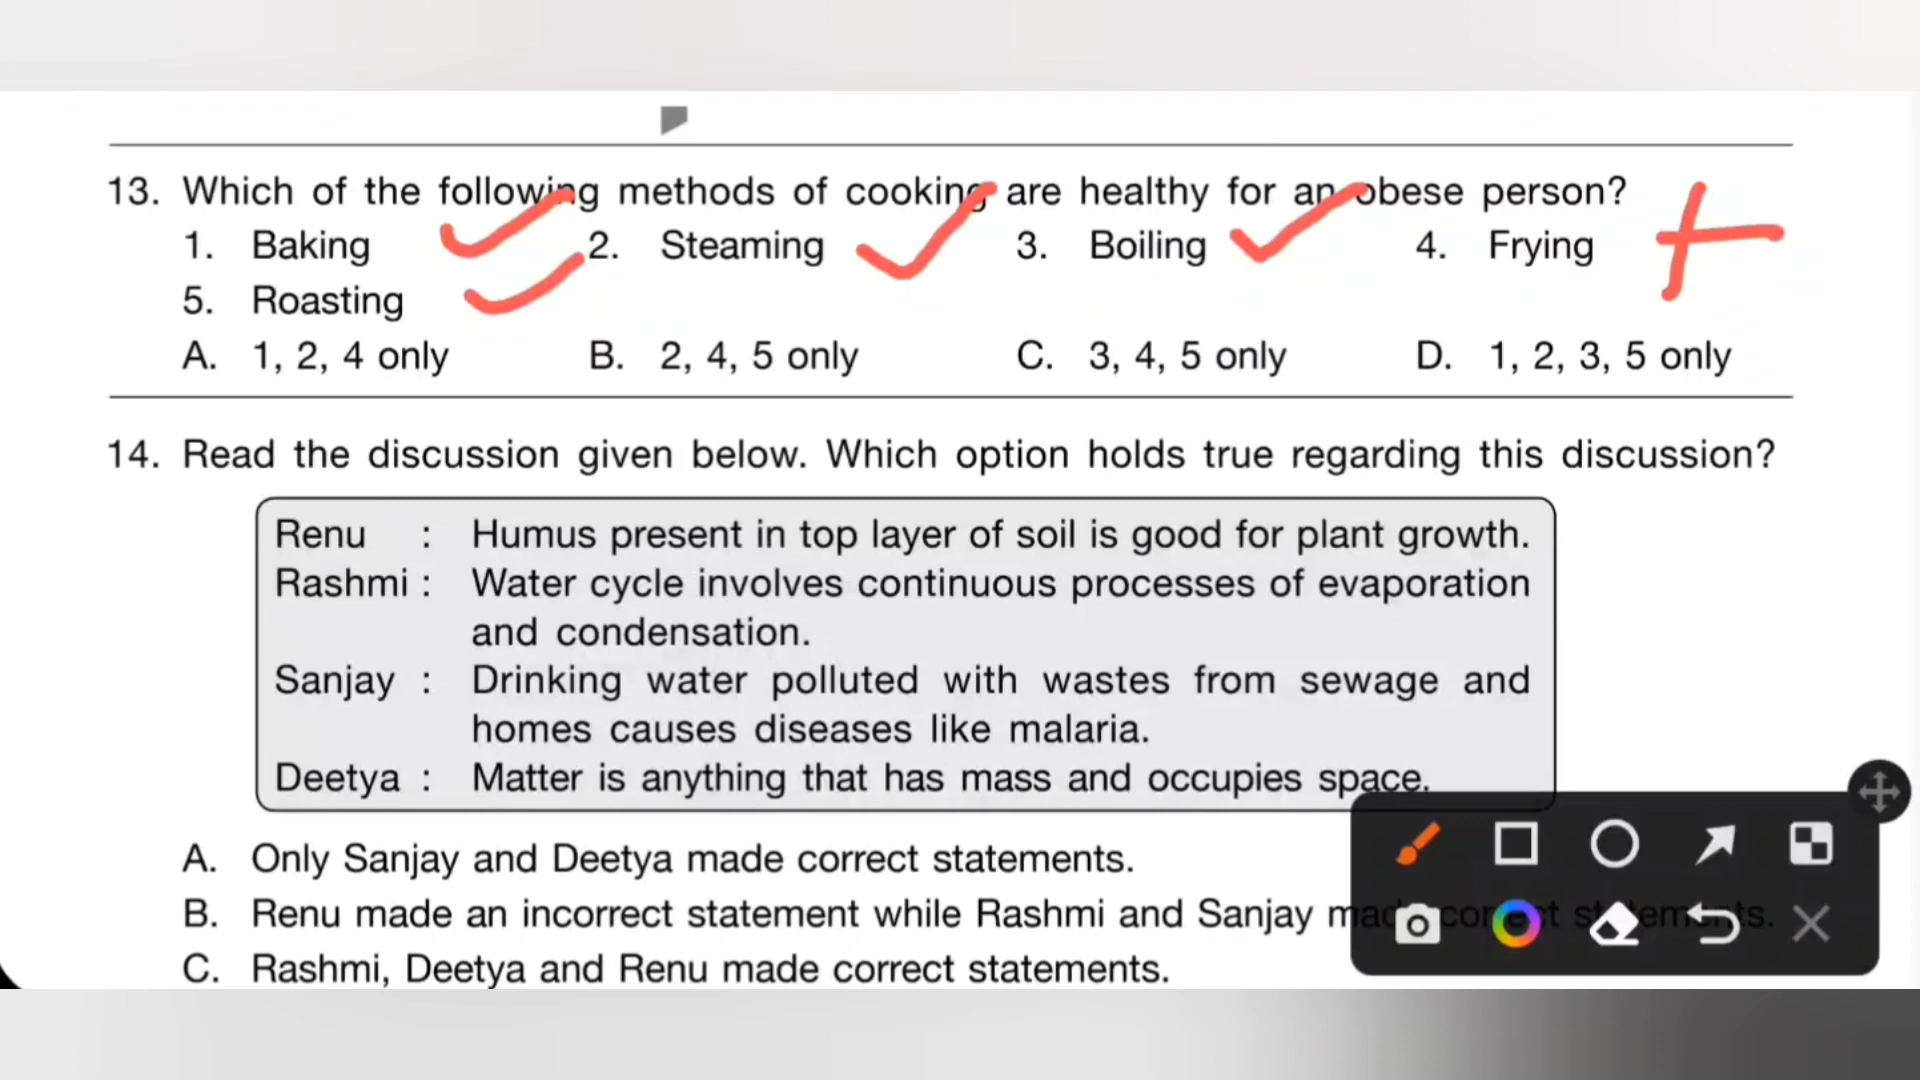 13. Which of the following methods of cooking are healthy for an obese person?
1. Baking 2. Steaming 3. Boiling 4. Frying
5. Roasting
A. 1, 2, 4 only B. 2, 4, 5 only C. 3, 4, 5 only D. 1, 2, 3, 5 only
14. Read the discussion given below. Which option holds true regarding this discussion?
Renu : Humus present in top layer of soil is good for plant growth.
Rashmi : Water cycle involves continuous processes of evaporation
and condensation.
Sanjay : Drinking water polluted with wastes from sewage and
homes causes diseases like malaria.
Deetya : Matter is anything that has mass and occupies space.
A. Only Sanjay and Deetya made correct statements.
B. Renu made an incorrect statement while Rashmi and Sanjay made correct statements.
C. Rashmi, Deetya and Renu made correct statements.